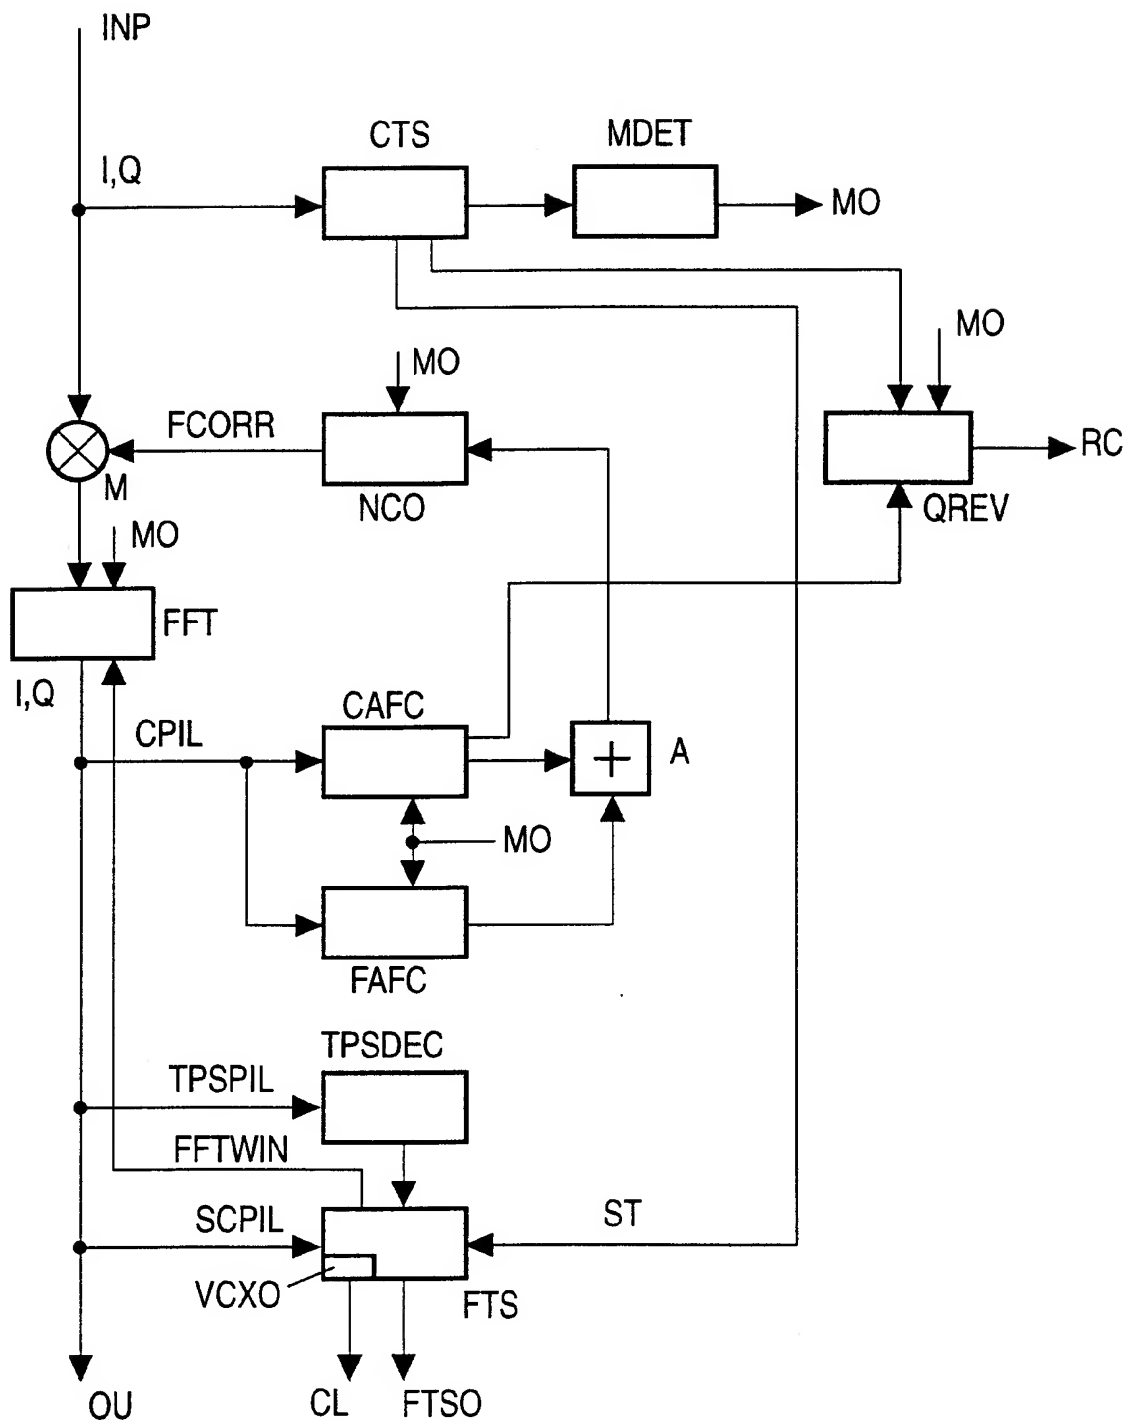 INP
CTS
MDET
I,Q
MO
MO
MO
FCORR
RC
M
NCO
QREV
MO
FFT
I,Q
CAFC
CPIL
+
A
MO
FAFC
TPSDEC
TPSPIL
FFTWIN
SCPIL
ST
VCXO
FTS
OU
CL
FTSO